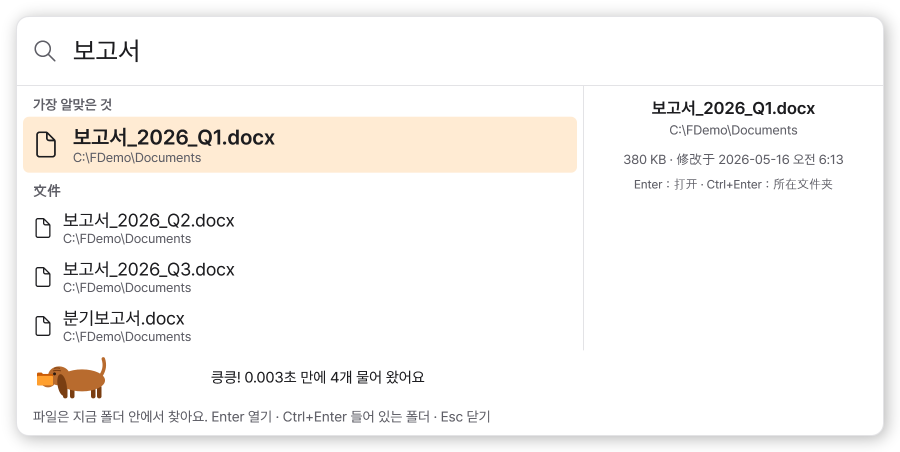 보고서
가장 알맞은 것
보고서_2026_Q1.docx
C:\FDemo\Documents
文件
보고서_2026_Q2.docx
C:\FDemo\Documents
보고서_2026_Q3.docx
C:\FDemo\Documents
분기보고서.docx
C:\FDemo\Documents
보고서_2026_Q1.docx
C:\FDemo\Documents
380 KB · 修改于 2026-05-16 오전 6:13
Enter：打开 · Ctrl+Enter：所在文件夹
킁킁! 0.003초 만에 4개 물어 왔어요
파일은 지금 폴더 안에서 찾아요. Enter 열기 · Ctrl+Enter 들어 있는 폴더 · Esc 닫기